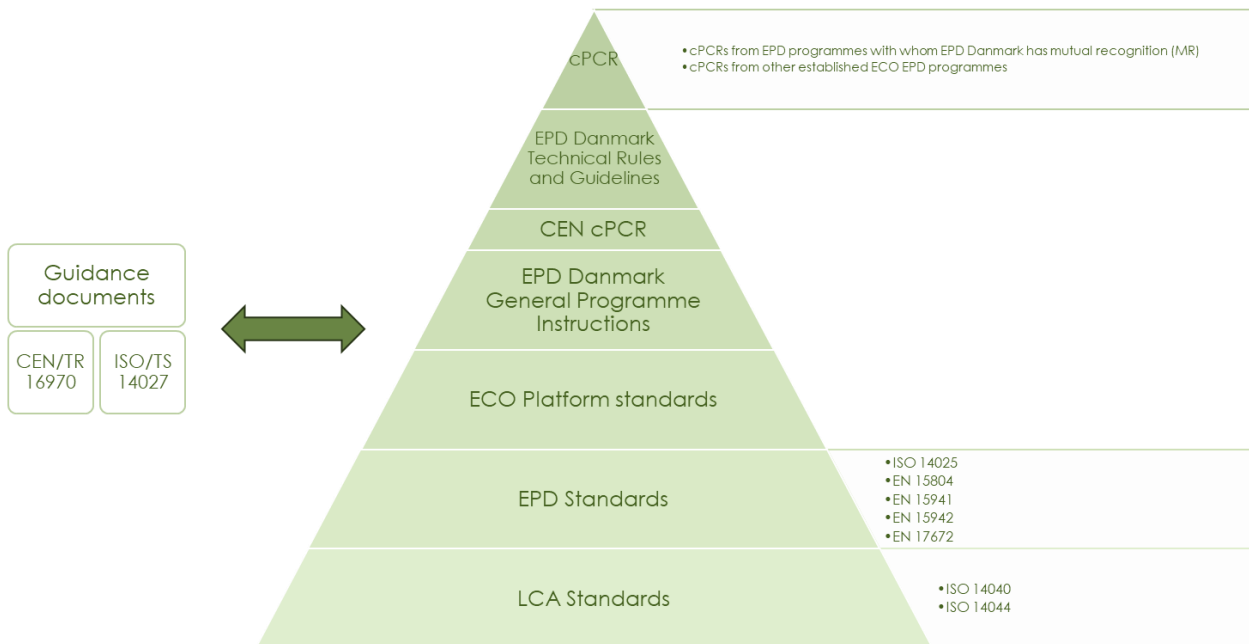 cPCR
• cPCRs from EPD programmes with whom EPD Danmark has mutual recognition (MR)
• cPCRs from other established ECO EPD programmes
EPD Danmark
Technical Rules
and Guidelines
CEN cPCR
Guidance
documents
CEN/TR
16970
ISO/TS
14027
EPD Danmark
General Programme
Instructions
ECO Platform standards
EPD Standards
• ISO 14025
• EN 15804
• EN 15941
• EN 15942
• EN 17672
LCA Standards
• ISO 14040
• ISO 14044